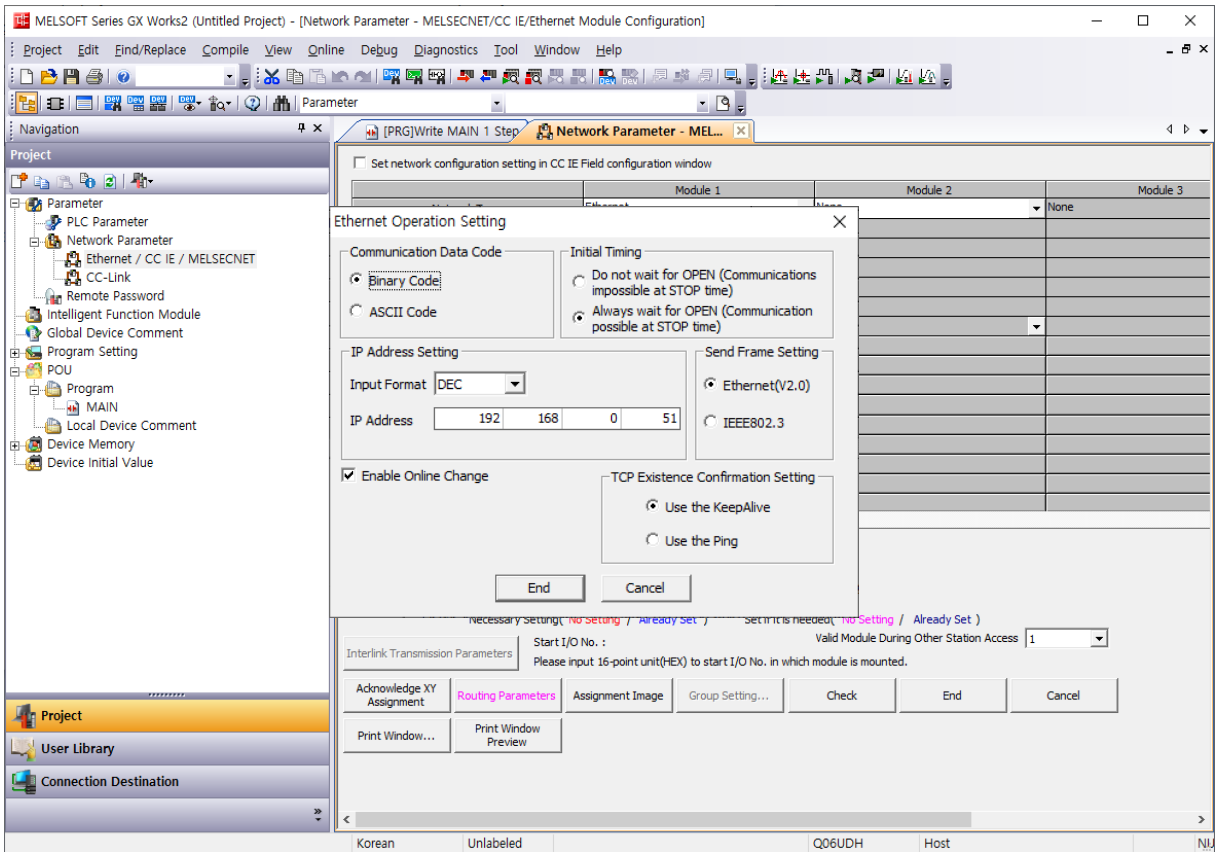 MELSOFT Series GX Works2 (Untitled Project) - [Network Parameter - MELSECNET/CC IE/Ethernet Module Configuration]
Project Edit Find/Replace Compile View Online Debug Diagnostics Tool Window Help
Parameter
Navigation
[PRG]Write MAIN 1 Step
Network Parameter - MEL...
Project
Parameter
PLC Parameter
Network Parameter
Ethernet / CC IE / MELSECNET
CC-Link
Remote Password
Intelligent Function Module
Global Device Comment
Program Setting
POU
Program
MAIN
Local Device Comment
Device Memory
Device Initial Value
Project
User Library
Connection Destination
Set network configuration setting in CC IE Field configuration window
Module 1 Module 2 Module 3
None
Ethernet Operation Setting
Communication Data Code
Binary Code
ASCII Code
Initial Timing
Do not wait for OPEN (Communications
impossible at STOP time)
Always wait for OPEN (Communication
possible at STOP time)
IP Address Setting
Input Format DEC
IP Address 192 168 0 51
Send Frame Setting
Ethernet(V2.0)
IEEE802.3
Enable Online Change
TCP Existence Confirmation Setting
Use the KeepAlive
Use the Ping
End Cancel
Necessary Setting( No Setting / Already Set ) Set if it is needed( No Setting / Already Set )
Interlink Transmission Parameters
Start I/O No. :
Valid Module During Other Station Access 1
Please input 16-point unit(HEX) to start I/O No. in which module is mounted.
Acknowledge XY
Assignment
Routing Parameters
Assignment Image
Group Setting...
Check
End
Cancel
Print Window...
Print Window
Preview
Korean Unlabeled Q06UDH Host